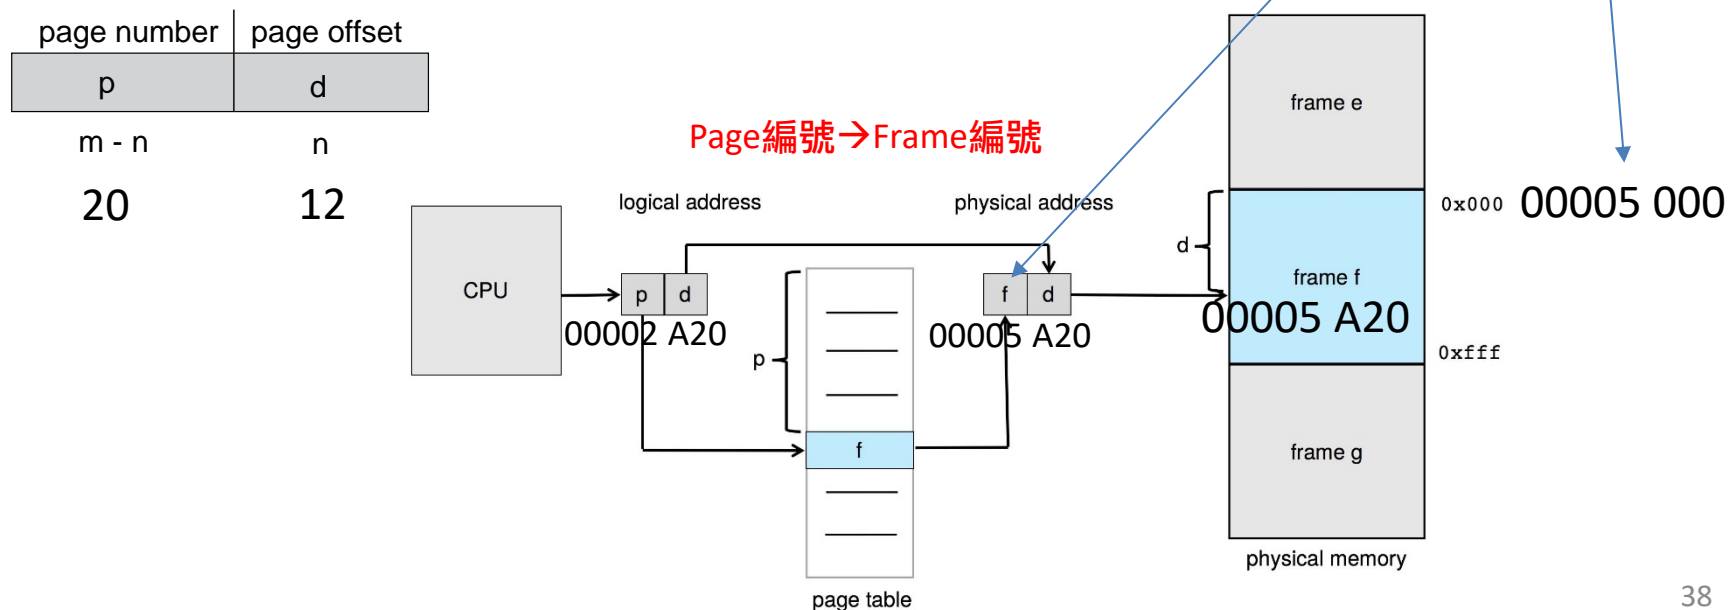 page number page offset
p d
m - n n
20 12
Page編號→Frame編號
logical address
physical address
CPU
p d
00002 A20
p
f
page table
f d
00005 A20
frame e
d
0x000 00005 000
frame f
00005 A20
0xfff
frame g
physical memory
38